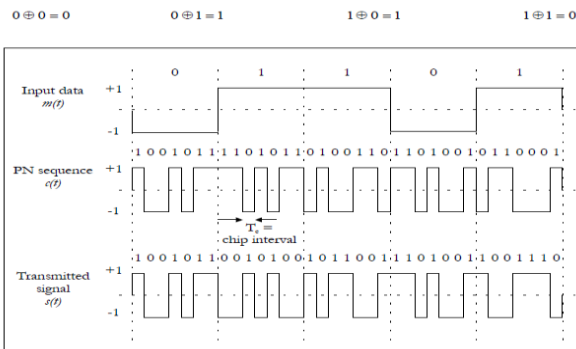 0 ⊕ 0 = 0 0 ⊕ 1 = 1 1 ⊕ 0 = 1 1 ⊕ 1 = 0
0 1 1 0 1
Input data +1
m(t)
-1
1 0 0 1 0 1 1 1 1 0 1 0 1 1 0 1 0 0 1 1 0 1 1 0 1 0 0 1 0 1 1 0 0 0 1
PN sequence +1
c(t)
-1
Tc =
chip interval
1 0 0 1 0 1 1 0 0 1 0 1 0 0 1 0 1 1 0 0 1 1 1 0 1 0 0 1 1 0 0 1 1 1 0
+1
Transmitted
signal
s(t)
-1